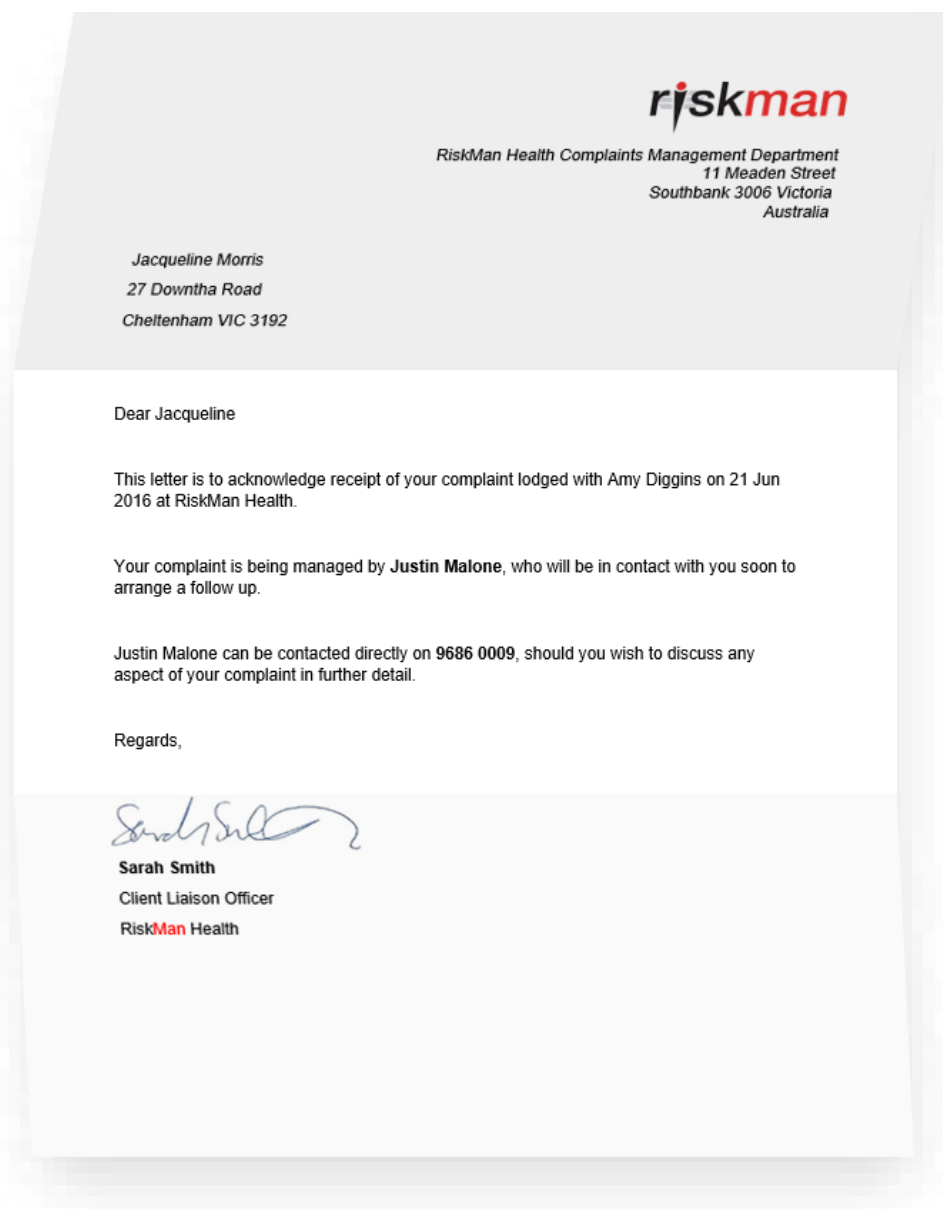 riskman
RiskMan Health Complaints Management Department
11 Meaden Street
Southbank 3006 Victoria
Australia
Jacqueline Morris
27 Downtha Road
Cheltenham VIC 3192
Dear Jacqueline
This letter is to acknowledge receipt of your complaint lodged with Amy Diggins on 21 Jun
2016 at RiskMan Health.
Your complaint is being managed by Justin Malone, who will be in contact with you soon to
arrange a follow up.
Justin Malone can be contacted directly on 9686 0009, should you wish to discuss any
aspect of your complaint in further detail.
Regards,
Sarah Smith
Client Liaison Officer
RiskMan Health